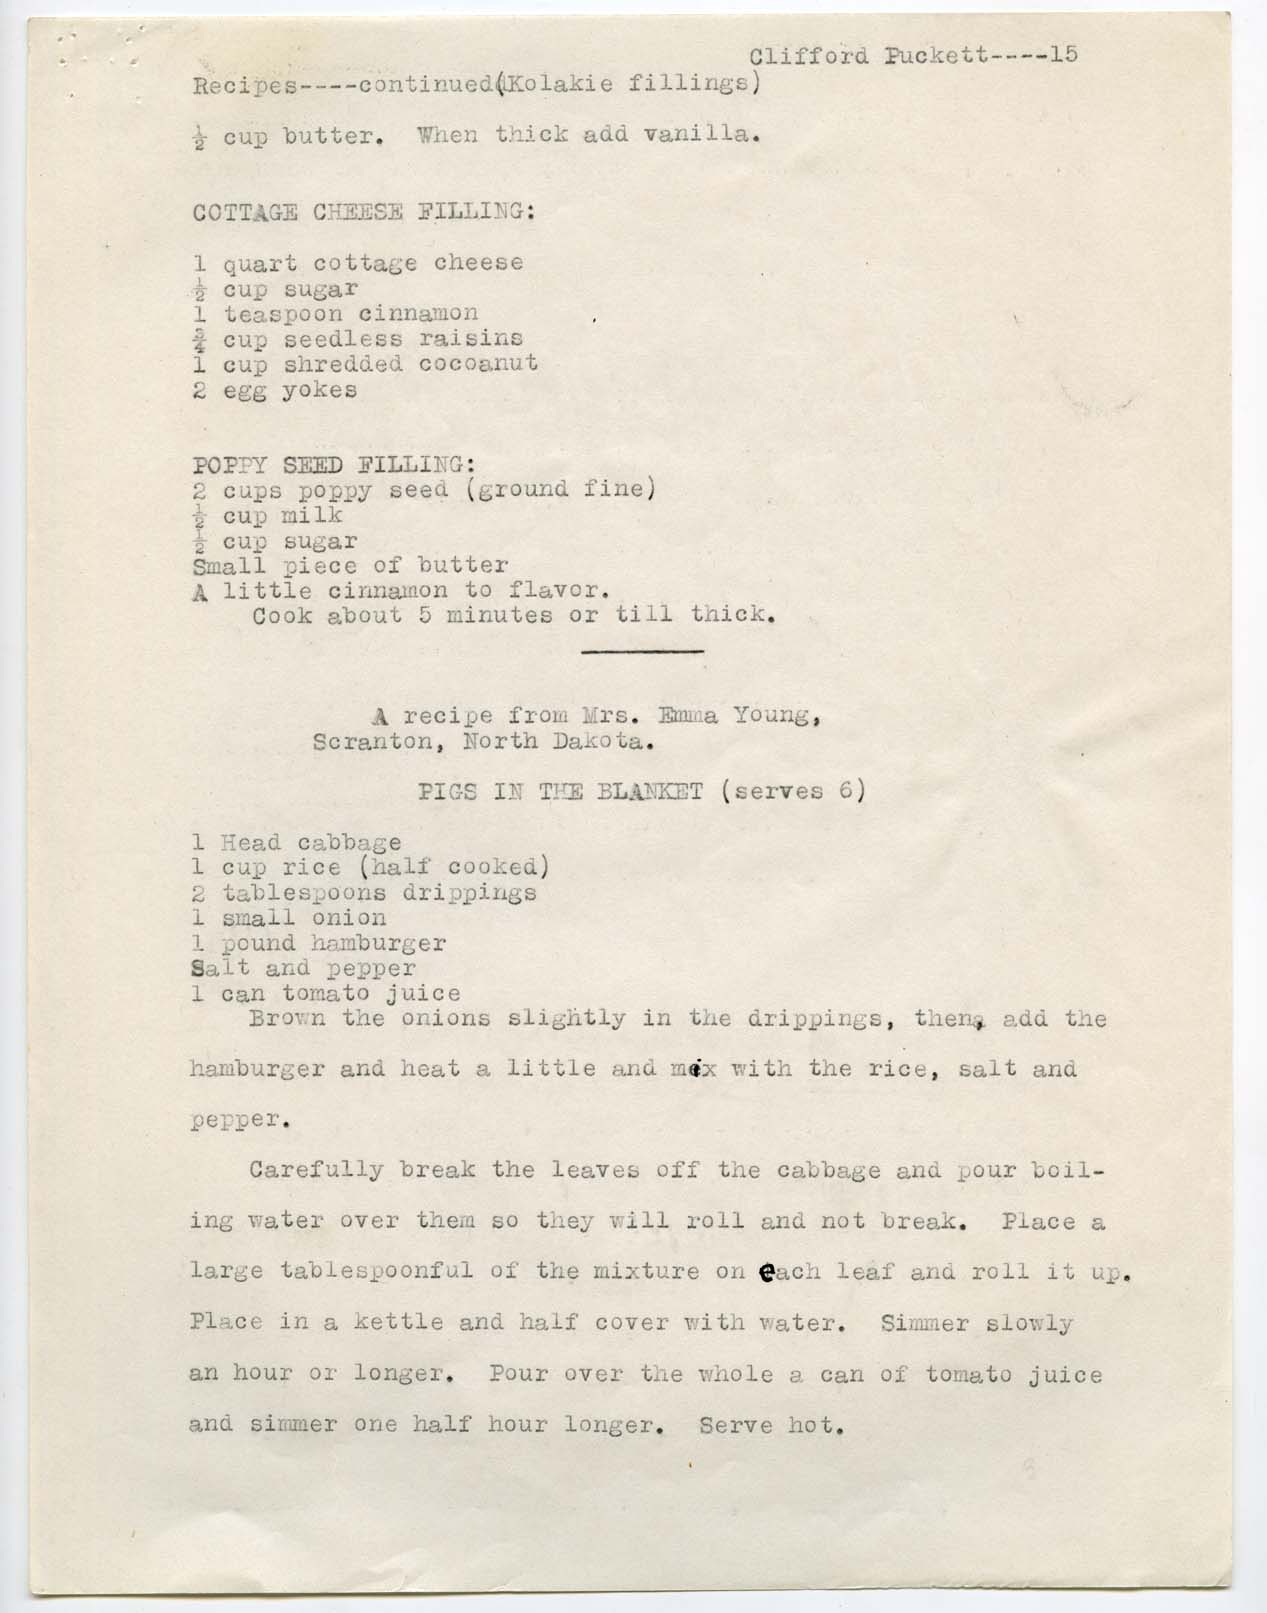 Clifford Puckett----15
Recipes----continued(Kolakie fillings)
½ cup butter. When thick add vanilla.
COTTAGE CHEESE FILLING:
1 quart cottage cheese
½ cup sugar
1 teaspoon cinnamon
¾ cup seedless raisins
1 cup shredded cocoanut
2 egg yokes
POPPY SEED FILLING:
2 cups poppy seed (ground fine)
½ cup milk
½ cup sugar
Small piece of butter
A little cinnamon to flavor.
Cook about 5 minutes or till thick.
A recipe from Mrs. Emma Young,
Scranton, North Dakota.
PIGS IN THE BLANKET (serves 6)
1 Head cabbage
1 cup rice (half cooked)
2 tablespoons drippings
1 small onion
1 pound hamburger
Salt and pepper
1 can tomato juice
Brown the onions slightly in the drippings, then, add the
hamburger and heat a little and mix with the rice, salt and
pepper.
Carefully break the leaves off the cabbage and pour boil-
ing water over them so they will roll and not break. Place a
large tablespoonful of the mixture on each leaf and roll it up.
Place in a kettle and half cover with water. Simmer slowly
an hour or longer. Pour over the whole a can of tomato juice
and simmer one half hour longer. Serve hot.